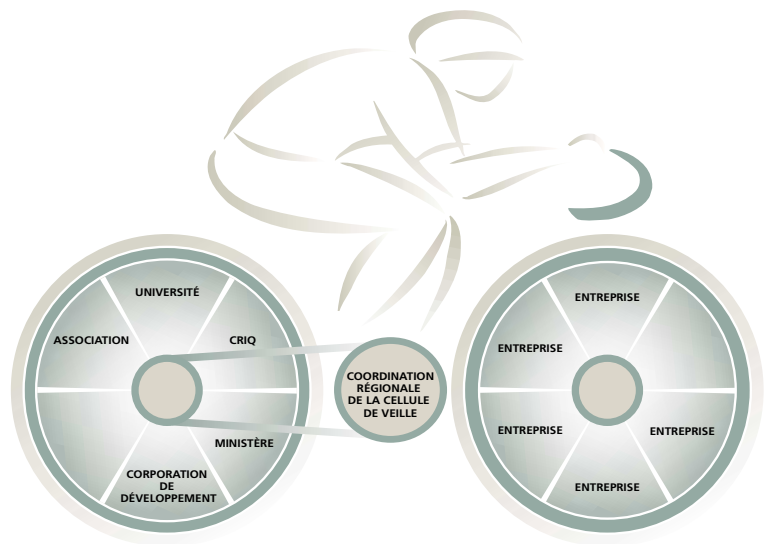 UNIVERSITÉ
ASSOCIATION
CRIQ
MINISTÈRE
CORPORATION
DE
DÉVELOPPEMENT
COORDINATION
RÉGIONALE
DE LA CELLULE
DE VEILLE
ENTREPRISE
ENTREPRISE
ENTREPRISE
ENTREPRISE
ENTREPRISE